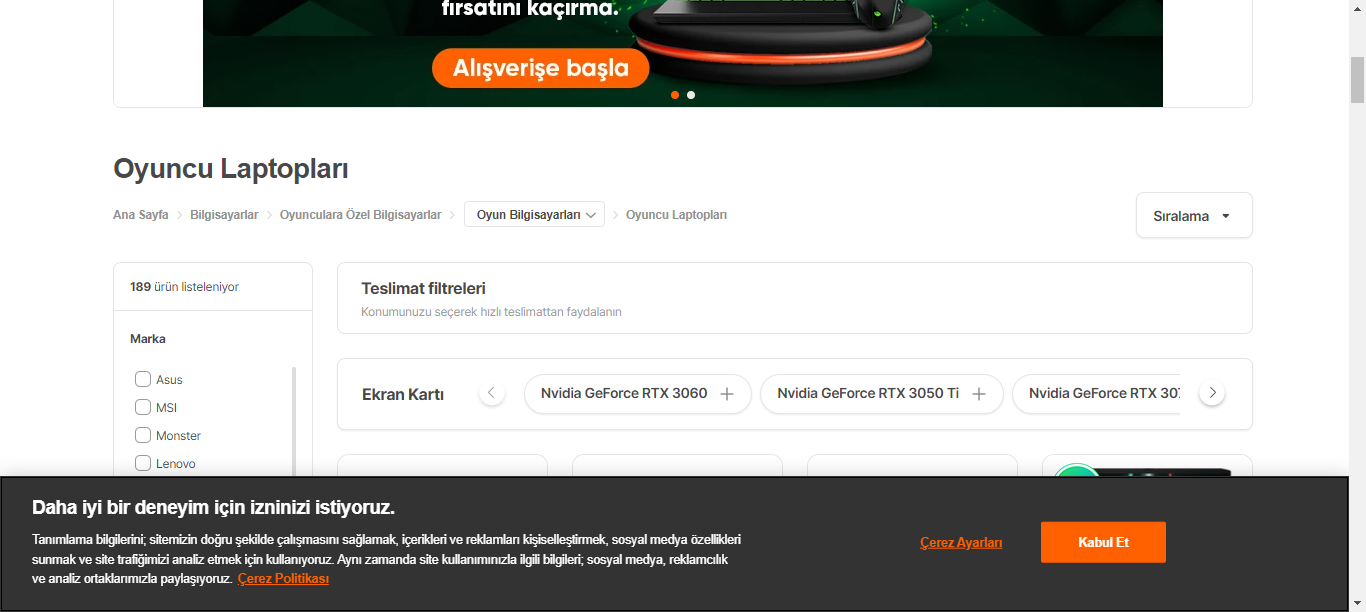 fırsatını kaçırma.
Alışverişe başla
Oyuncu Laptopları
Ana Sayfa
Bilgisayarlar
Oyunculara Özel Bilgisayarlar
Oyun Bilgisayarları
Oyuncu Laptopları
Sıralama
189 ürün listeleniyor
Marka
Asus
MSI
Monster
Lenovo
Teslimat filtreleri
Konumunuzu seçerek hızlı teslimattan faydalanın
Ekran Kartı
Nvidia GeForce RTX 3060
Nvidia GeForce RTX 3050 Ti
Nvidia GeForce RTX
Daha iyi bir deneyim için izninizi istiyoruz.
Tanımlama bilgilerini; sitemizin doğru şekilde çalışmasını sağlamak, içerikleri ve reklamları kişiselleştirmek, sosyal medya özellikleri
sunmak ve site trafiğimizi analiz etmek için kullanıyoruz. Aynı zamanda site kullanımınızla ilgili bilgileri; sosyal medya, reklamcılık
ve analiz ortaklarımızla paylaşıyoruz. Çerez Politikası
Çerez Ayarları
Kabul Et